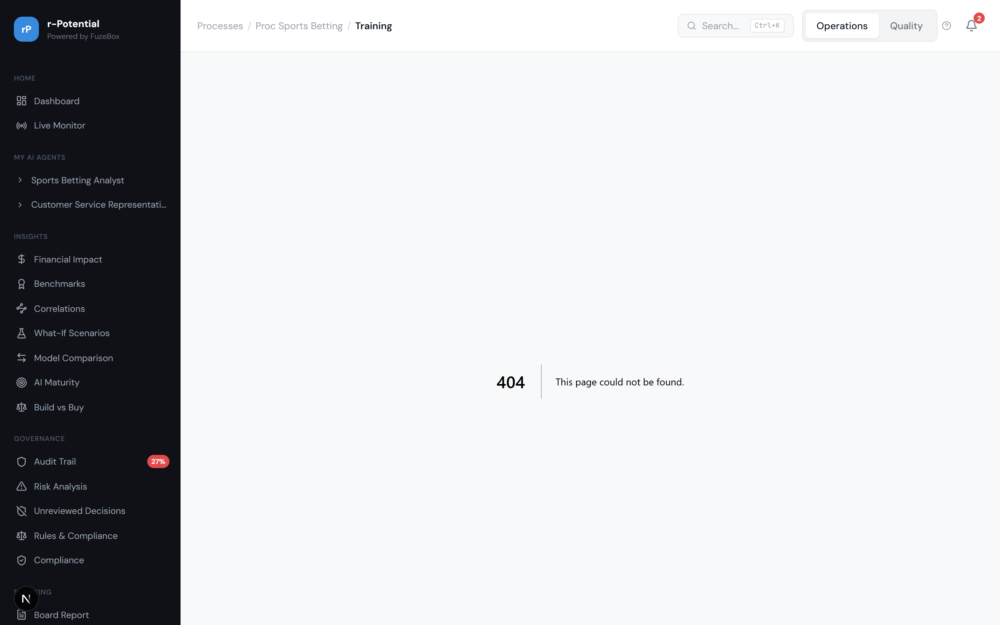 rP
r-Potential
Powered by FuzeBox
Processes / Proc Sports Betting / Training
Search...
Ctrl+K
Operations
Quality
2
HOME
Dashboard
Live Monitor
MY AI AGENTS
Sports Betting Analyst
Customer Service Representati...
INSIGHTS
Financial Impact
Benchmarks
Correlations
What-If Scenarios
Model Comparison
AI Maturity
Build vs Buy
GOVERNANCE
Audit Trail
27%
Risk Analysis
Unreviewed Decisions
Rules & Compliance
Compliance
N
Board Report
404
This page could not be found.